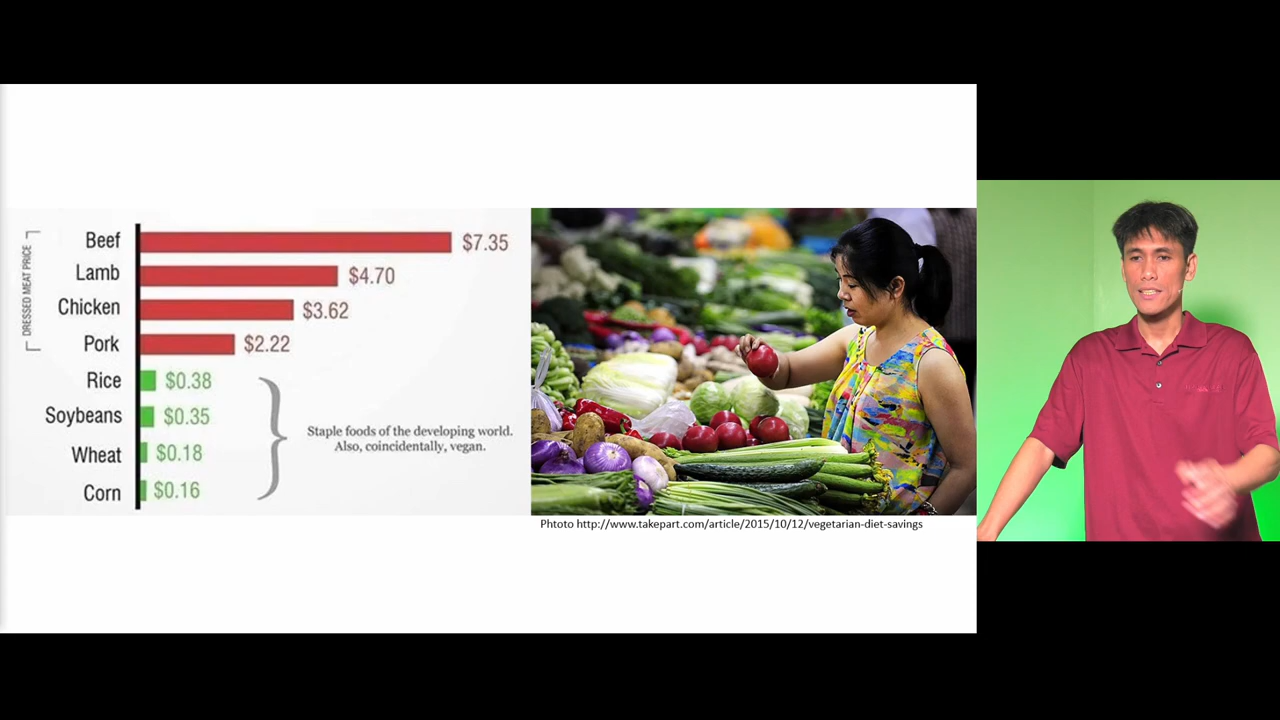 DRESSED MEAT PRICE
Beef $7.35
Lamb $4.70
Chicken $3.62
Pork $2.22
Rice $0.38
Soybeans $0.35
Wheat $0.18
Corn $0.16
Staple foods of the developing world.
Also, coincidentally, vegan.
Phtoto http://www.takepart.com/article/2015/10/12/vegetarian-diet-savings